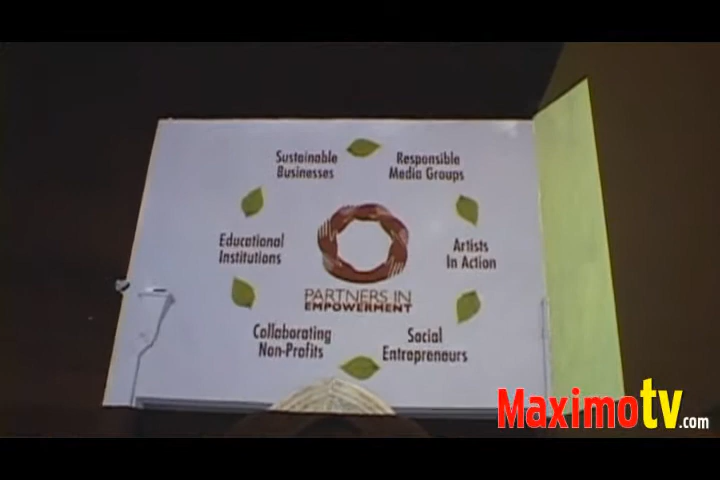 Sustainable
Businesses
Responsible
Media Groups
Educational
Institutions
Artists
In Action
PARTNERS IN
EMPOWERMENT
Collaborating
Non-Profits
Social
Entrepreneurs
Maximotv.com